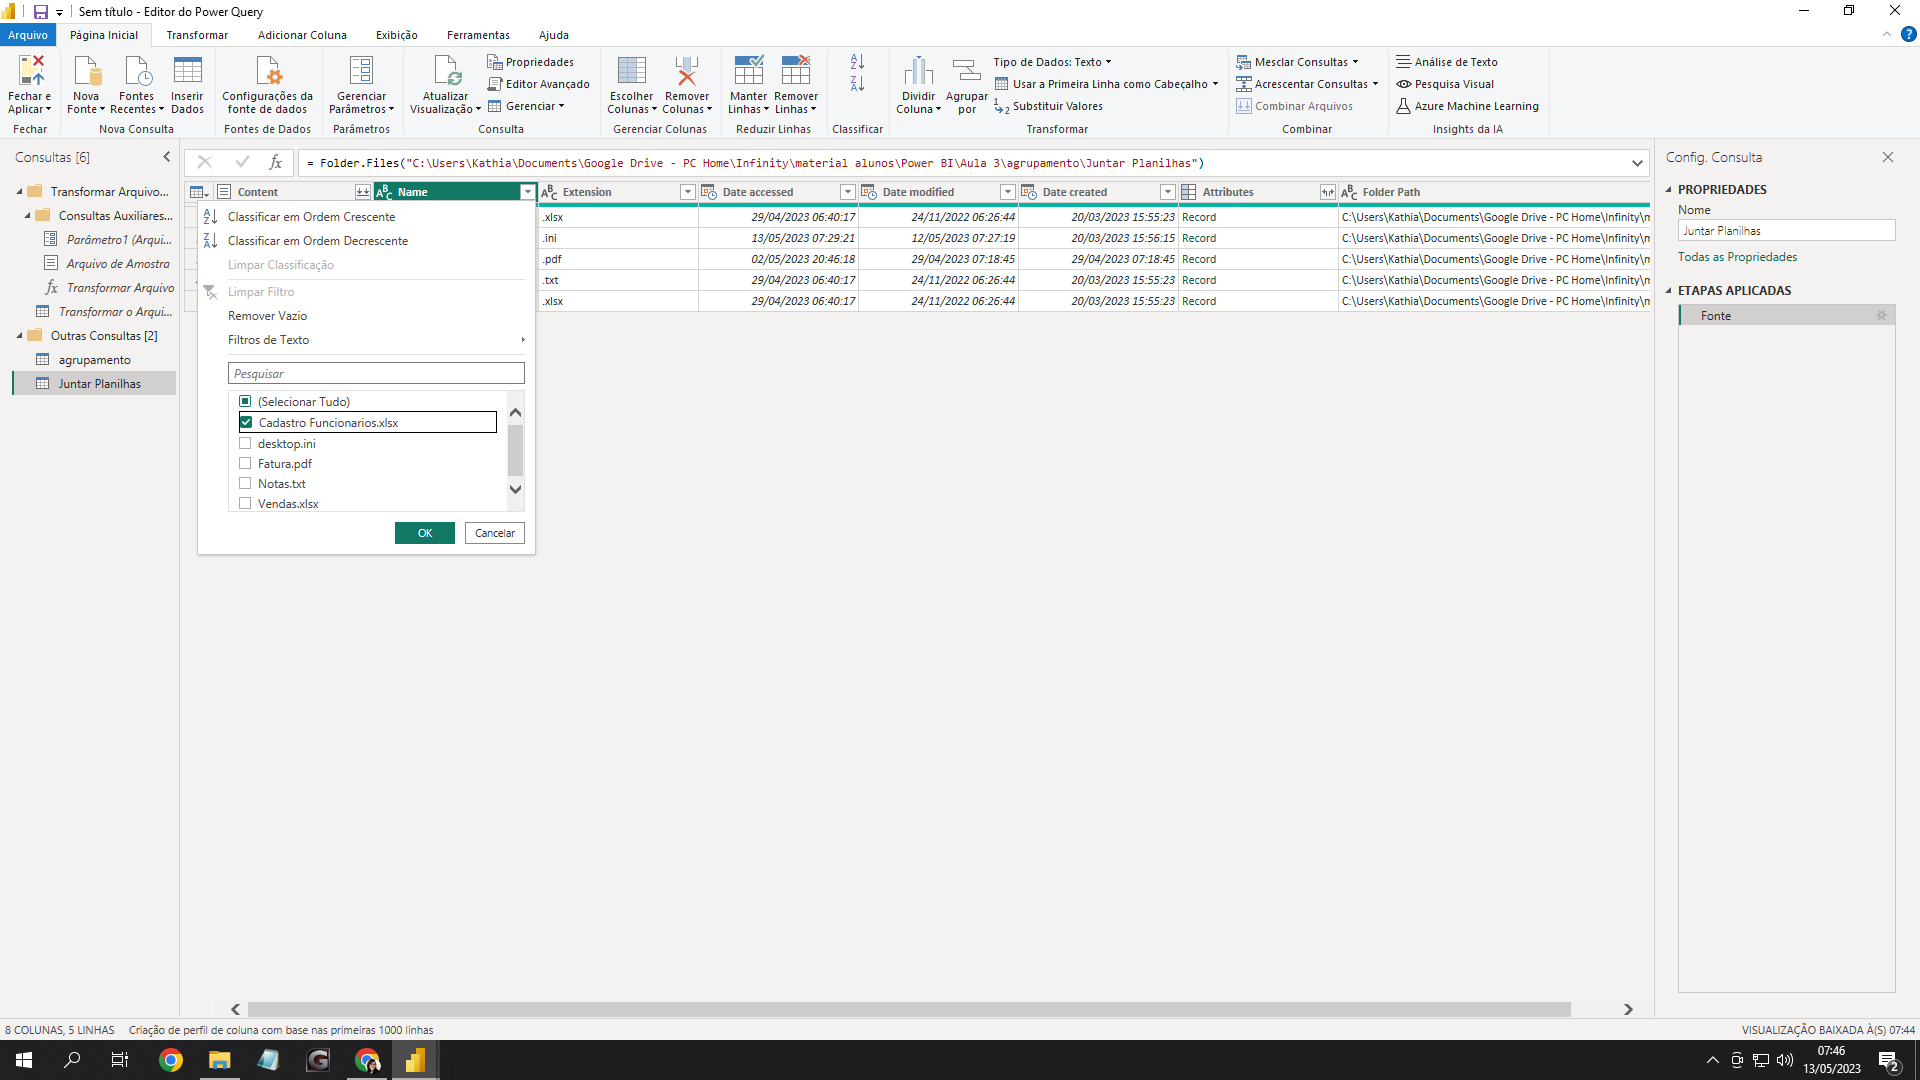 Sem título - Editor do Power Query
Arquivo
Página Inicial
Transformar
Adicionar Coluna
Exibição
Ferramentas
Ajuda
Fechar e
Aplicar
Fechar
Nova
Fonte
Fontes
Recentes
Inserir
Dados
Nova Consulta
Configurações da
fonte de dados
Fontes de Dados
Gerenciar
Parâmetros
Parâmetros
Atualizar
Visualização
Propriedades
Editor Avançado
Gerenciar
Consulta
Escolher
Colunas
Remover
Colunas
Gerenciar Colunas
Manter
Linhas
Remover
Linhas
Reduzir Linhas
Classificar
Dividir
Coluna
Agrupar
por
Tipo de Dados: Texto
Usar a Primeira Linha como Cabeçalho
Substituir Valores
Transformar
Mesclar Consultas
Acrescentar Consultas
Combinar Arquivos
Combinar
Análise de Texto
Pesquisa Visual
Azure Machine Learning
Insights da IA
Consultas [6]
Transformar Arquivo...
Consultas Auxiliares...
Parâmetro1 (Arqui...
Arquivo de Amostra
Transformar Arquivo
Transformar o Arqui...
Outras Consultas [2]
agrupamento
Juntar Planilhas
= Folder.Files("C:\Users\Kathia\Documents\Google Drive - PC Home\Infinity\material alunos\Power BI\Aula 3\agrupamento\Juntar Planilhas")
Content Name Extension Date accessed Date modified Date created Attributes Folder Path
.xlsx 29/04/2023 06:40:17 24/11/2022 06:26:44 20/03/2023 15:55:23 Record C:\Users\Kathia\Documents\Google Drive - PC Home\Infinity\m
.ini 13/05/2023 07:29:21 12/05/2023 07:27:19 20/03/2023 15:56:15 Record C:\Users\Kathia\Documents\Google Drive - PC Home\Infinity\m
.pdf 02/05/2023 20:46:18 29/04/2023 07:18:45 29/04/2023 07:18:45 Record C:\Users\Kathia\Documents\Google Drive - PC Home\Infinity\m
.txt 29/04/2023 06:40:17 24/11/2022 06:26:44 20/03/2023 15:55:23 Record C:\Users\Kathia\Documents\Google Drive - PC Home\Infinity\m
.xlsx 29/04/2023 06:40:17 24/11/2022 06:26:44 20/03/2023 15:55:23 Record C:\Users\Kathia\Documents\Google Drive - PC Home\Infinity\m
Classificar em Ordem Crescente
Classificar em Ordem Decrescente
Limpar Classificação
Limpar Filtro
Remover Vazio
Filtros de Texto
Pesquisar
(Selecionar Tudo)
Cadastro Funcionarios.xlsx
desktop.ini
Fatura.pdf
Notas.txt
Vendas.xlsx
OK
Cancelar
Config. Consulta
PROPRIEDADES
Nome
Juntar Planilhas
Todas as Propriedades
ETAPAS APLICADAS
Fonte
8 COLUNAS, 5 LINHAS
Criação de perfil de coluna com base nas primeiras 1000 linhas
VISUALIZAÇÃO BAIXADA À(S) 07:44
07:46
13/05/2023
2